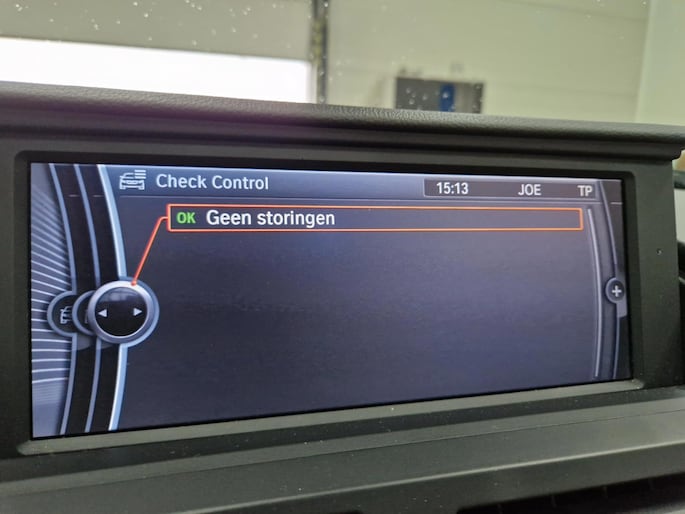 Check Control 15:13 JOE TP
OK Geen storingen